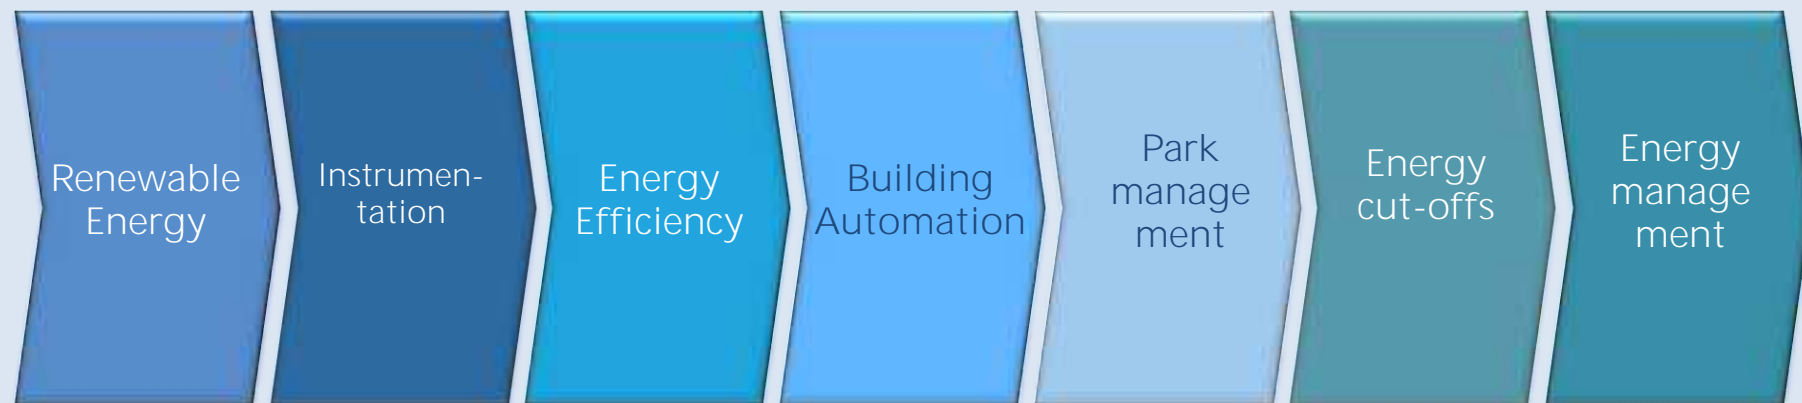 Renewable
Energy
Instrumen-
tation
Energy
Efficiency
Building
Automation
Park
manage
ment
Energy
cut-offs
Energy
manage
ment